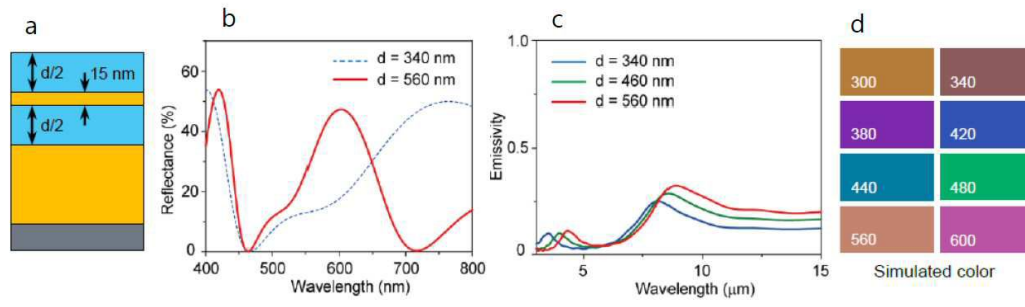 a
d/2
15 nm
d/2
b
Reflectance (%)
60
40
20
0
d = 340 nm
d = 560 nm
400
500
600
700
800
Wavelength (nm)
c
Emissivity
1.0
0.5
0
d = 340 nm
d = 460 nm
d = 560 nm
5
10
15
Wavelength (μm)
d
300
340
380
420
440
480
560
600
Simulated color